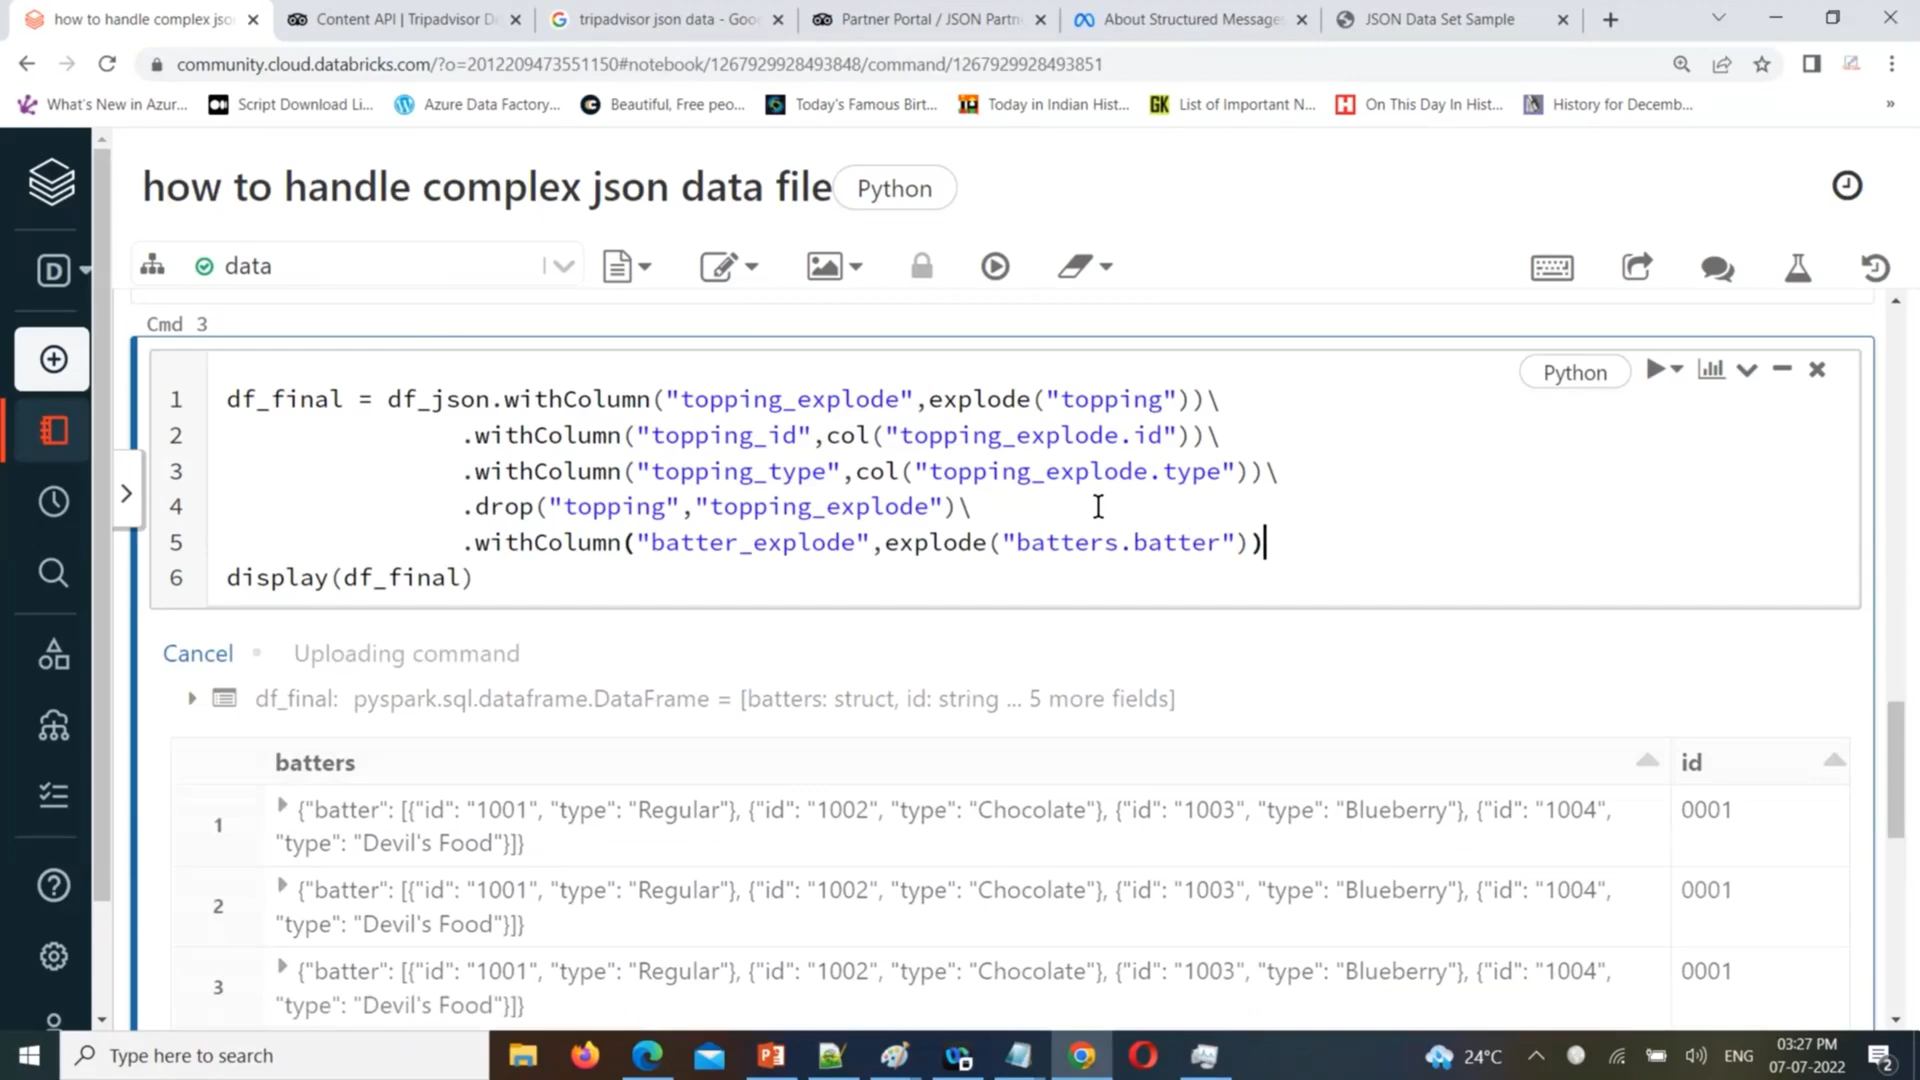 how to handle complex jso
Content API | Tripadvisor D
tripadvisor json data - Goo
Partner Portal / JSON Partn
About Structured Messages
JSON Data Set Sample
community.cloud.databricks.com/?o=2012209473551150#notebook/1267929928493848/command/1267929928493851
What's New in Azur...
Script Download Li...
Azure Data Factory...
Beautiful, Free peo...
Today's Famous Birt...
Today in Indian Hist...
GK List of Important N...
H On This Day In Hist...
History for Decemb...
»
how to handle complex json data file Python
D
data
Cmd 3
Python
1 df_final = df_json.withColumn("topping_explode",explode("topping"))\
2 .withColumn("topping_id",col("topping_explode.id"))\
3 .withColumn("topping_type",col("topping_explode.type"))\
4 .drop("topping","topping_explode")\
5 .withColumn("batter_explode",explode("batters.batter"))
6 display(df_final)
Cancel Uploading command
df_final: pyspark.sql.dataframe.DataFrame = [batters: struct, id: string ... 5 more fields]
batters id
1 {"batter": [{"id": "1001", "type": "Regular"}, {"id": "1002", "type": "Chocolate"}, {"id": "1003", "type": "Blueberry"}, {"id": "1004", 0001
"type": "Devil's Food"}]}
2 {"batter": [{"id": "1001", "type": "Regular"}, {"id": "1002", "type": "Chocolate"}, {"id": "1003", "type": "Blueberry"}, {"id": "1004", 0001
"type": "Devil's Food"}]}
3 {"batter": [{"id": "1001", "type": "Regular"}, {"id": "1002", "type": "Chocolate"}, {"id": "1003", "type": "Blueberry"}, {"id": "1004", 0001
"type": "Devil's Food"}]}
Type here to search
24°C
ENG
03:27 PM
07-07-2022
2